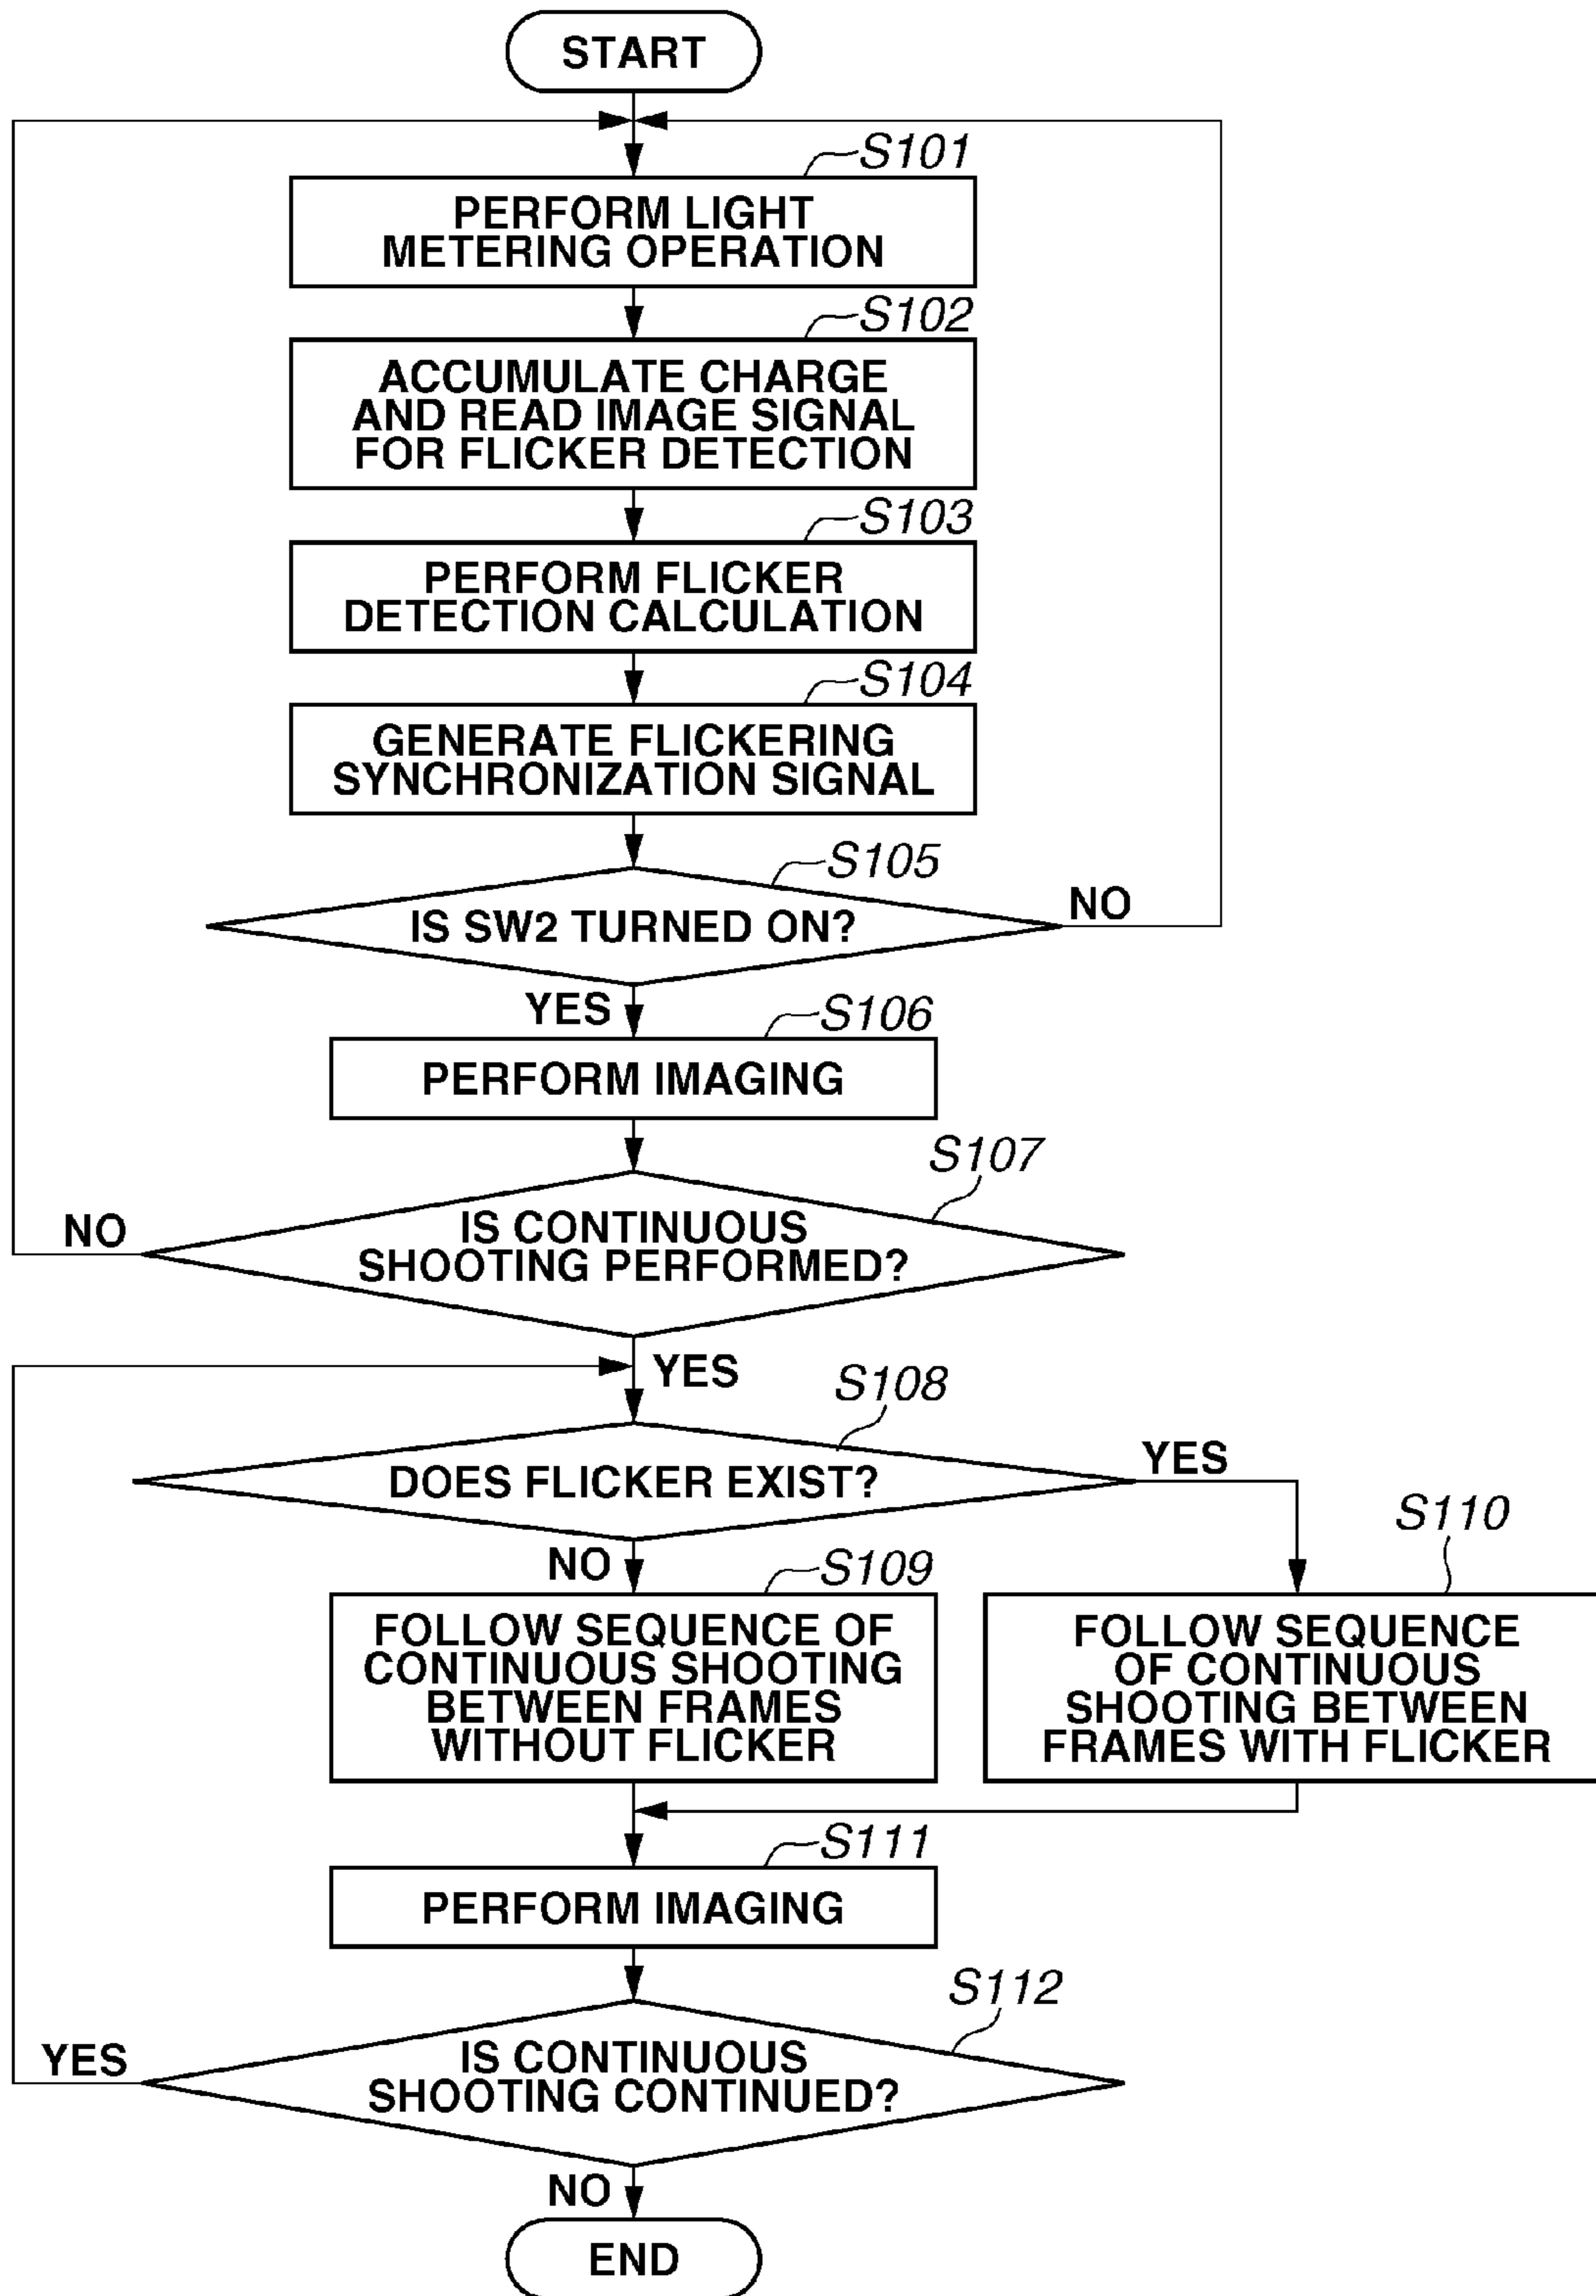 START
S101
PERFORM LIGHT
METERING OPERATION
S102
ACCUMULATE CHARGE
AND READ IMAGE SIGNAL
FOR FLICKER DETECTION
S103
PERFORM FLICKER
DETECTION CALCULATION
S104
GENERATE FLICKERING
SYNCHRONIZATION SIGNAL
S105
IS SW2 TURNED ON?
NO
YES
S106
PERFORM IMAGING
S107
NO
IS CONTINUOUS
SHOOTING PERFORMED?
YES
S108
DOES FLICKER EXIST?
YES
NO
S109
FOLLOW SEQUENCE OF
CONTINUOUS SHOOTING
BETWEEN FRAMES
WITHOUT FLICKER
S110
FOLLOW SEQUENCE
OF CONTINUOUS
SHOOTING BETWEEN
FRAMES WITH FLICKER
S111
PERFORM IMAGING
S112
YES
IS CONTINUOUS
SHOOTING CONTINUED?
NO
END